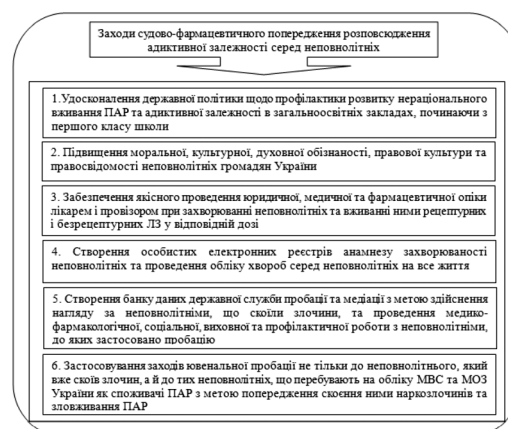 Заходи судово-фармацевтичного попередження розповсюдження
адиктивної залежності серед неповнолітніх
1.Удосконалення державної політики щодо профілактики розвитку нераціонального
вживання ПАР та адиктивної залежності в загальноосвітніх закладах, починаючи з
першого класу школи
2. Підвищення моральної, культурної, духовної обізнаності, правової культури та
правосвідомості неповнолітніх громадян України
3. Забезпечення якісного проведення юридичної, медичної та фармацевтичної опіки
лікарем і провізором при захворюванні неповнолітніх та вживанні ними рецептурних
і безрецептурних ЛЗ у відповідній дозі
4. Створення особистих електронних реєстрів анамнезу захворюваності
неповнолітніх та проведення обліку хвороб серед неповнолітніх на все життя
5. Створення банку даних державної служби пробації та медіації з метою здійснення
нагляду за неповнолітніми, що скоїли злочини, та проведення медико-
фармакологічної, соціальної, виховної та профілактичної роботи з неповнолітніми,
до яких застосовано пробацію
6. Застосовування заходів ювенальної пробації не тільки до неповнолітнього, який
вже скоїв злочин, а й до тих неповнолітніх, що перебувають на обліку МВС та МОЗ
України як споживачі ПАР з метою попередження скоєння ними наркозлочинів та
зловживання ПАР